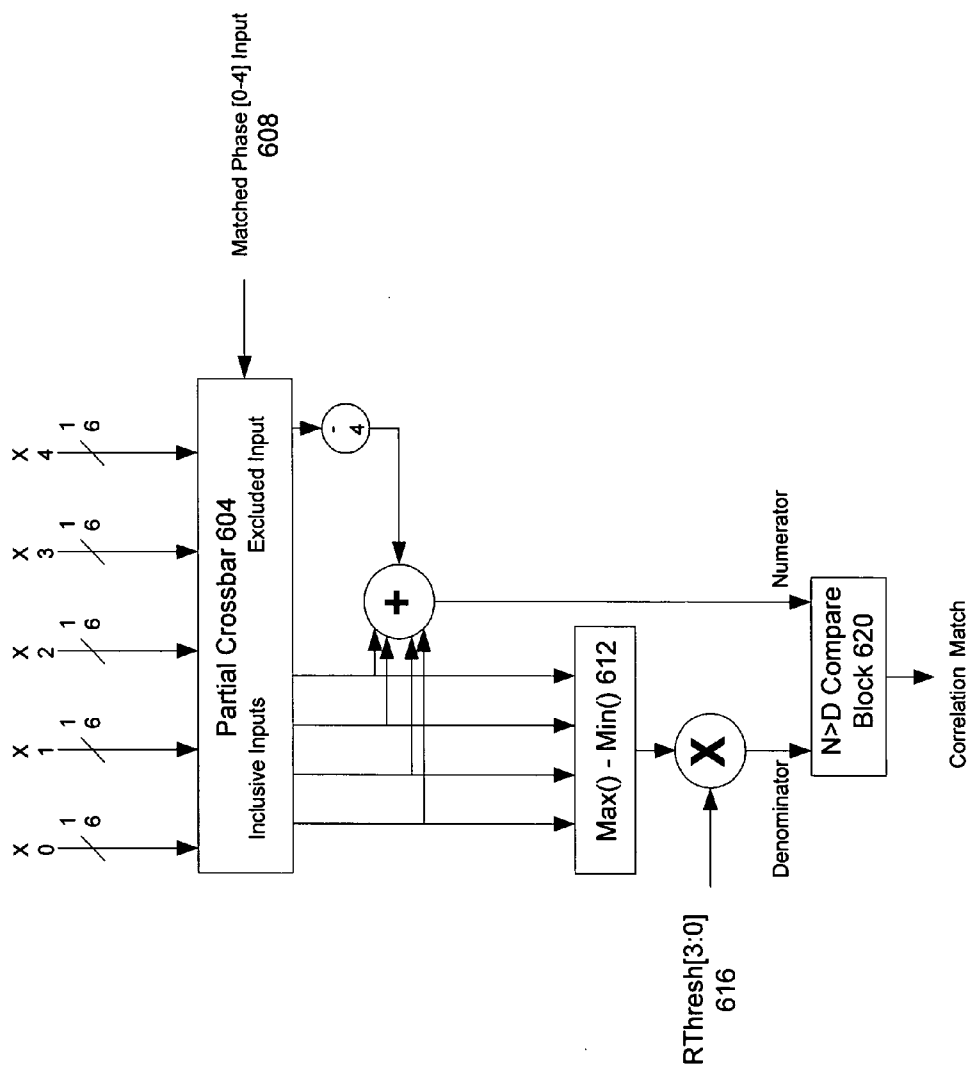 X
0
1
6
X
1
1
6
X
2
1
6
X
3
1
6
X
4
1
6
Partial Crossbar 604
Inclusive Inputs
Excluded Input
Matched Phase [0-4] Input
608
-
4
+
Max() - Min() 612
X
RThresh[3:0]
616
Denominator
Numerator
N>D Compare
Block 620
Correlation Match